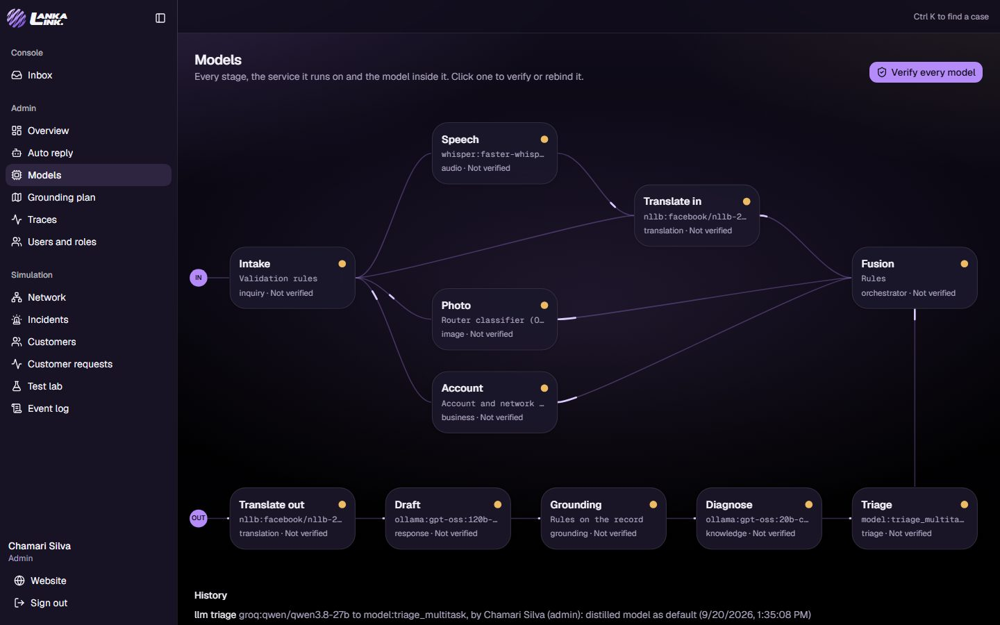 LANKA
LINK.
Ctrl K to find a case
Console
Inbox
Admin
Overview
Auto reply
Models
Grounding plan
Traces
Users and roles
Simulation
Network
Incidents
Customers
Customer requests
Test lab
Event log
Chamari Silva
Admin
Website
Sign out
Models
Every stage, the service it runs on and the model inside it. Click one to verify or rebind it.
Verify every model
Speech
whisper:faster-whisp…
audio · Not verified
Translate in
nllb:facebook/nllb-2…
translation · Not verified
IN
Intake
Validation rules
inquiry · Not verified
Fusion
Rules
orchestrator · Not verified
Photo
Router classifier (O…
image · Not verified
Account
Account and network …
business · Not verified
OUT
Translate out
nllb:facebook/nllb-2…
translation · Not verified
Draft
ollama:gpt-oss:120b-…
response · Not verified
Grounding
Rules on the record
grounding · Not verified
Diagnose
ollama:gpt-oss:20b-c…
knowledge · Not verified
Triage
model:triage_multita…
triage · Not verified
History
llm triage groq:qwen/qwen3.8-27b to model:triage_multitask, by Chamari Silva (admin): distilled model as default (9/20/2026, 1:35:08 PM)